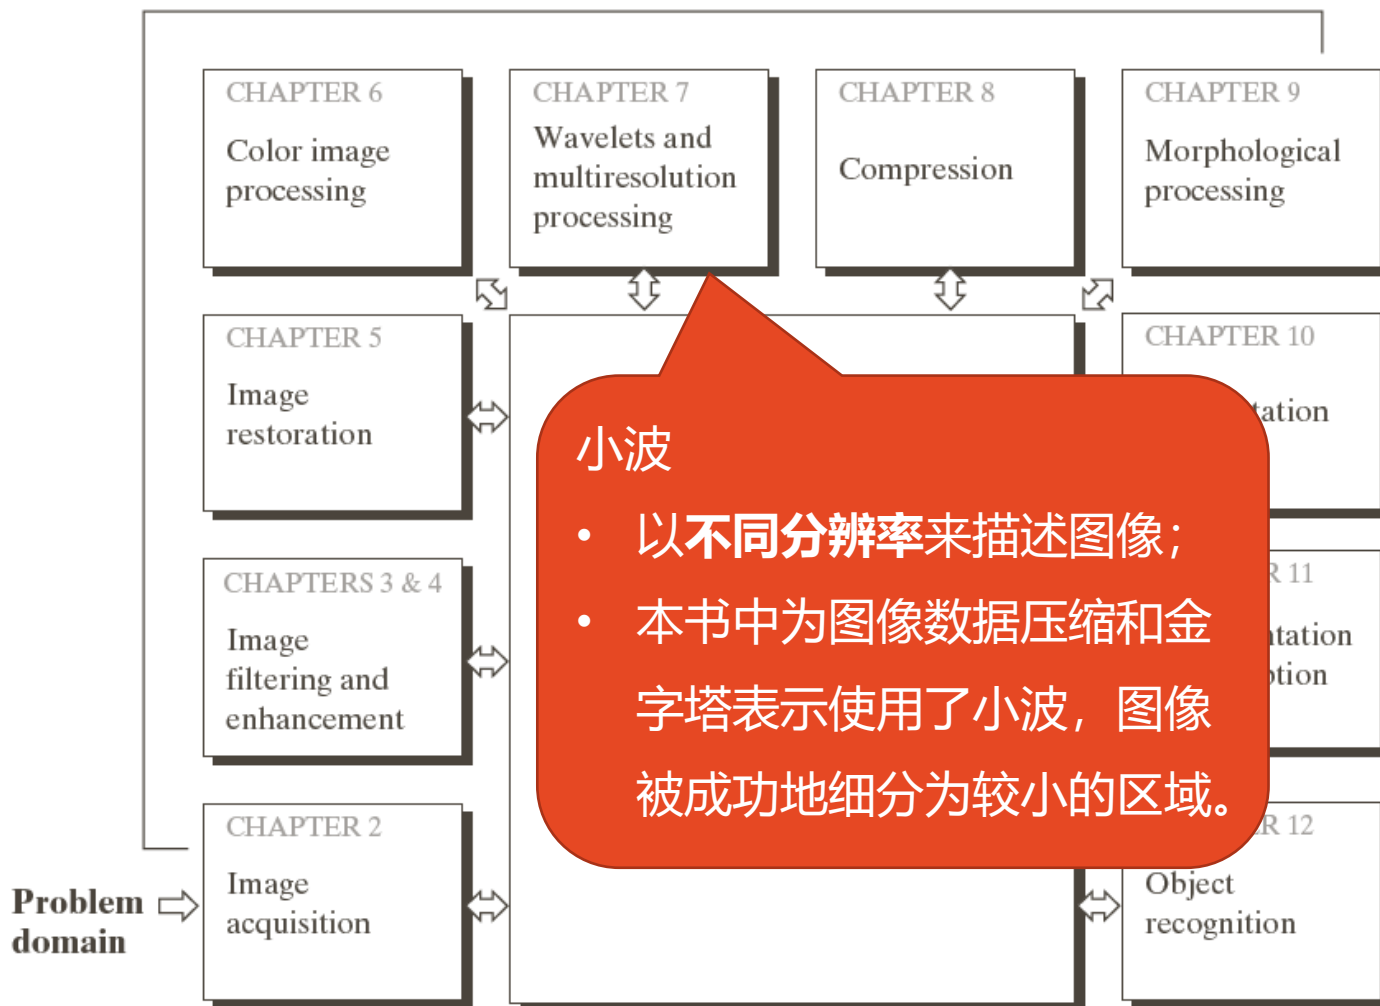 CHAPTER 6
Color image
processing
CHAPTER 7
Wavelets and
multiresolution
processing
CHAPTER 8
Compression
CHAPTER 9
Morphological
processing
CHAPTER 5
Image
restoration
CHAPTER 10
小波
• 以不同分辨率来描述图像；
• 本书中为图像数据压缩和金
字塔表示使用了小波，图像
被成功地细分为较小的区域。
CHAPTERS 3 & 4
Image
filtering and
enhancement
11
CHAPTER 2
Image
acquisition
12
Object
recognition
Problem
domain